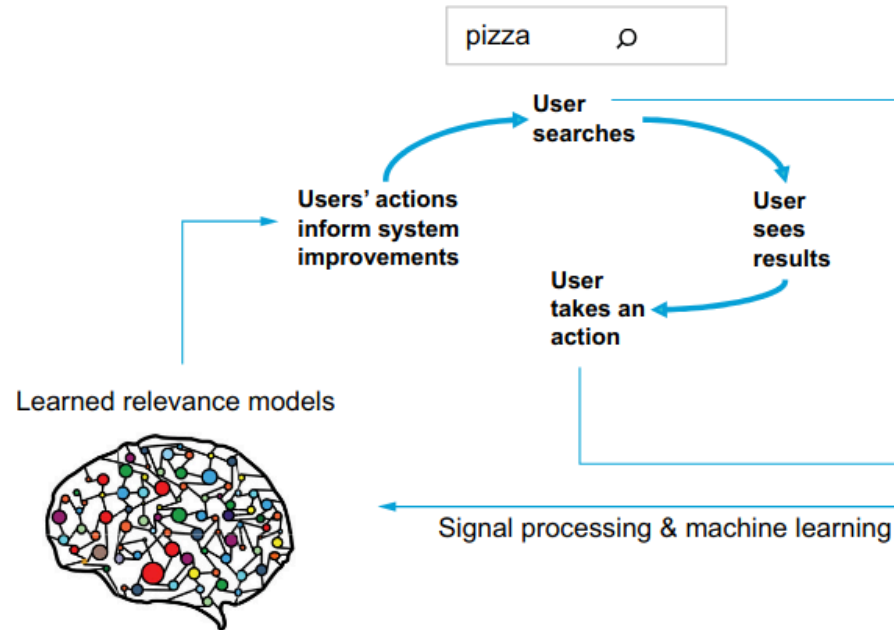 pizza
User
searches
Users’ actions
inform system
improvements
User
sees
results
User
takes an
action
Learned relevance models
Signal processing & machine learning